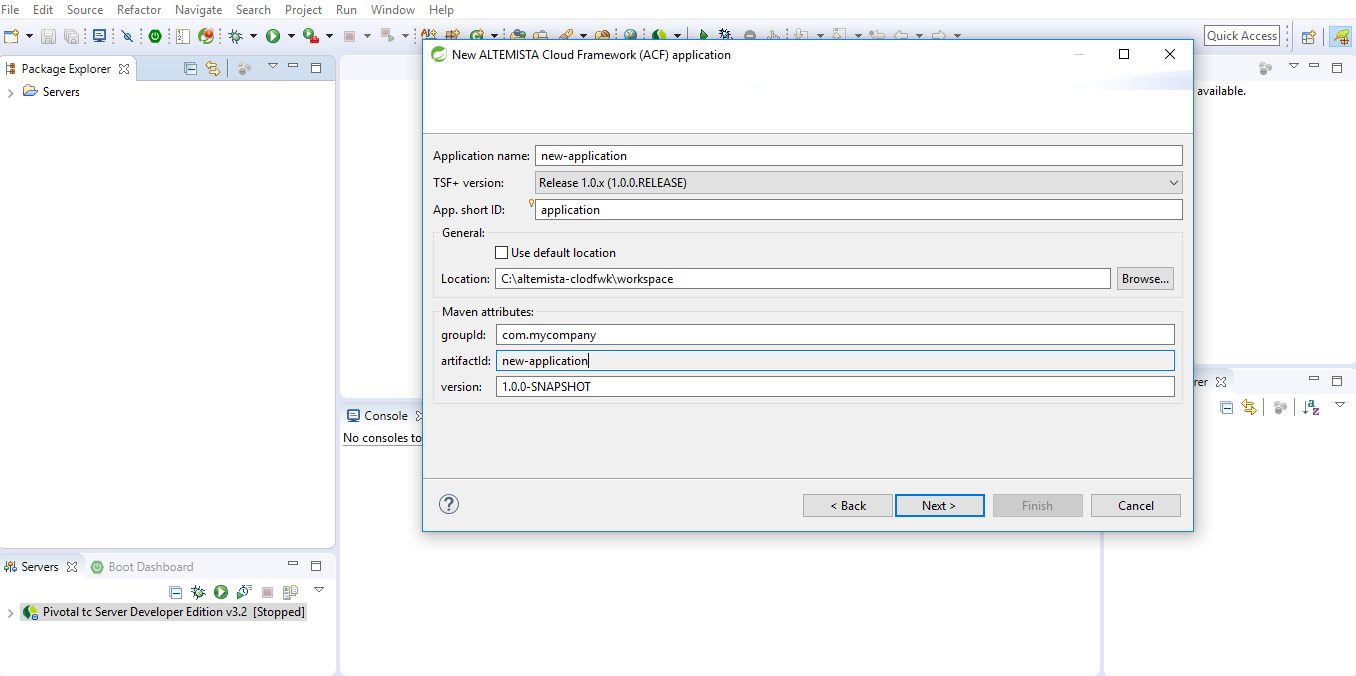 File Edit Source Refactor Navigate Search Project Run Window Help
Quick Access
Package Explorer
Servers
New ALTEMISTA Cloud Framework (ACF) application
available.
Application name: new-application
TSF+ version: Release 1.0.x (1.0.0.RELEASE)
App. short ID: application
General:
Use default location
Location: C:\altemista-clodfwk\workspace Browse...
Maven attributes:
groupId: com.mycompany
artifactId: new-application
version: 1.0.0-SNAPSHOT
rer
Console
No consoles to
< Back Next > Finish Cancel
Servers Boot Dashboard
Pivotal tc Server Developer Edition v3.2 [Stopped]